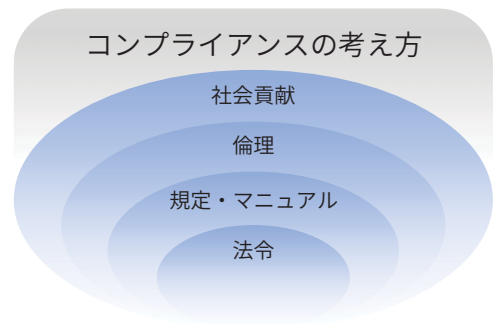 コンプライアンスの考え方
社会貢献
倫理
規定・マニュアル
法令